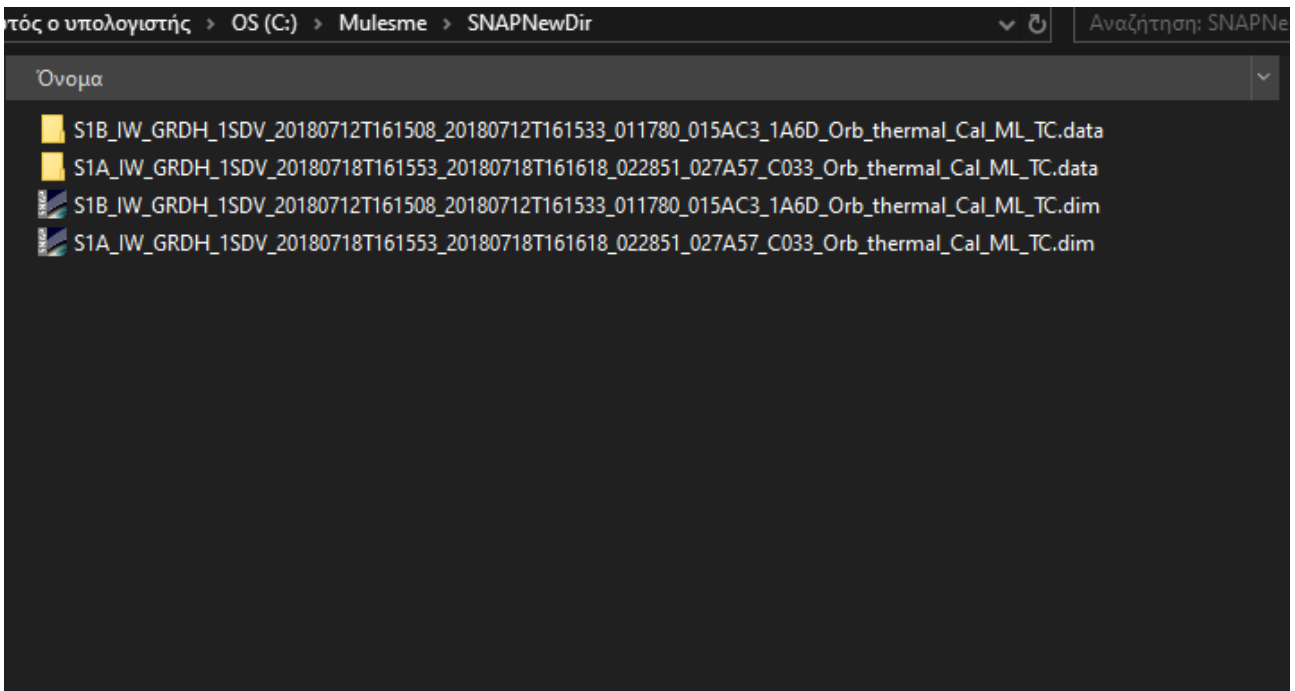 τός ο υπολογιστής > OS (C:) > Mulesme > SNAPNewDir
Αναζήτηση: SNAPNe
Όνομα
S1B_IW_GRDH_1SDV_20180712T161508_20180712T161533_011780_015AC3_1A6D_Orb_thermal_Cal_ML_TC.data
S1A_IW_GRDH_1SDV_20180718T161553_20180718T161618_022851_027A57_C033_Orb_thermal_Cal_ML_TC.data
S1B_IW_GRDH_1SDV_20180712T161508_20180712T161533_011780_015AC3_1A6D_Orb_thermal_Cal_ML_TC.dim
S1A_IW_GRDH_1SDV_20180718T161553_20180718T161618_022851_027A57_C033_Orb_thermal_Cal_ML_TC.dim